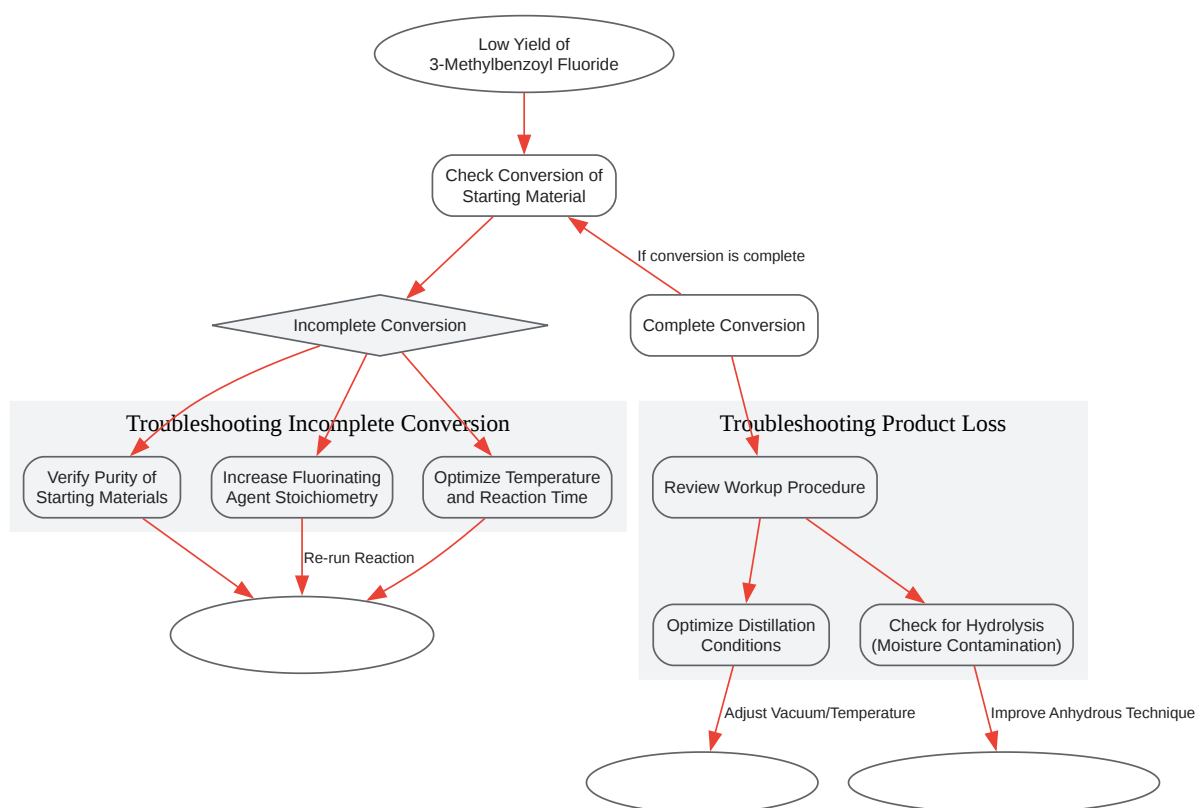 Low Yield of
3-Methylbenzoyl Fluoride
Check Conversion of
Starting Material
If conversion is complete
Incomplete Conversion
Complete Conversion
Troubleshooting Incomplete Conversion
Troubleshooting Product Loss
Verify Purity of
Starting Materials
Increase Fluorinating
Agent Stoichiometry
Optimize Temperature
and Reaction Time
Review Workup Procedure
Re-run Reaction
Optimize Distillation
Conditions
Check for Hydrolysis
(Moisture Contamination)
Adjust Vacuum/Temperature
Improve Anhydrous Technique